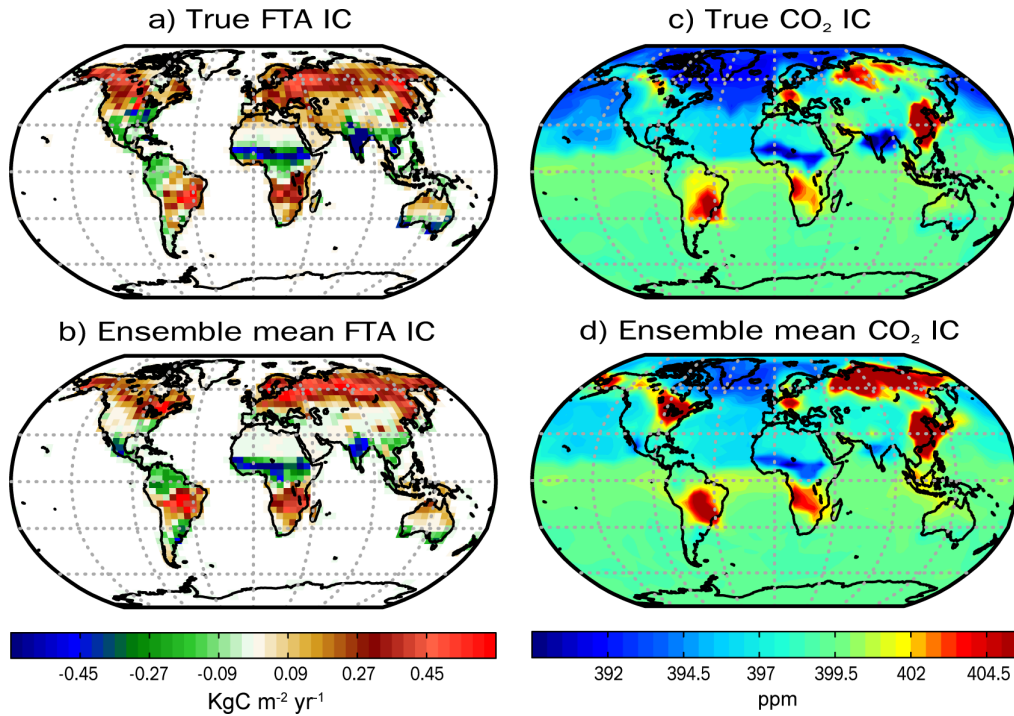 a) True FTA IC
c) True CO₂ IC
b) Ensemble mean FTA IC
d) Ensemble mean CO₂ IC
-0.45 -0.27 -0.09 0.09 0.27 0.45
KgC m⁻² yr⁻¹
392 394.5 397 399.5 402 404.5
ppm